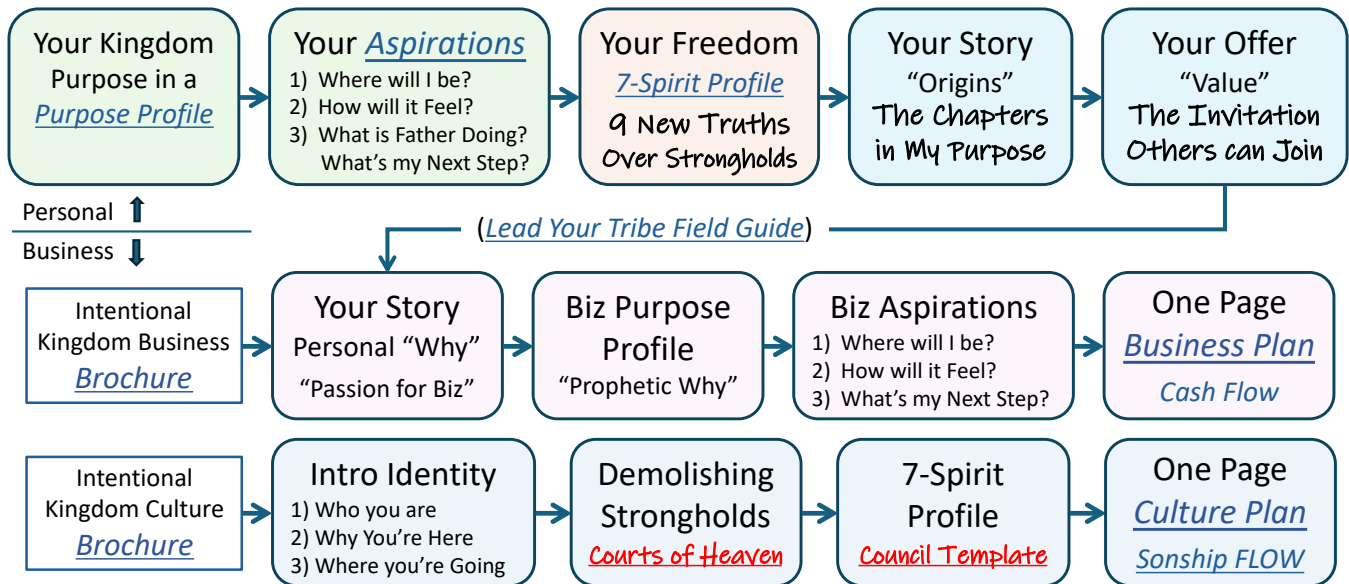 Your Kingdom
Purpose in a
Purpose Profile
Your Aspirations
1) Where will I be?
2) How will it Feel?
3) What is Father Doing?
What's my Next Step?
Your Freedom
7-Spirit Profile
9 New Truths
Over Strongholds
Your Story
"Origins"
The Chapters
in My Purpose
Your Offer
"Value"
The Invitation
Others can Join
Personal
Business
(Lead Your Tribe Field Guide)
Intentional
Kingdom Business
Brochure
Your Story
Personal "Why"
"Passion for Biz"
Biz Purpose
Profile
"Prophetic Why"
Biz Aspirations
1) Where will I be?
2) How will it Feel?
3) What's my Next Step?
One Page
Business Plan
Cash Flow
Intentional
Kingdom Culture
Brochure
Intro Identity
1) Who you are
2) Why You're Here
3) Where you're Going
Demolishing
Strongholds
Courts of Heaven
7-Spirit
Profile
Council Template
One Page
Culture Plan
Sonship FLOW